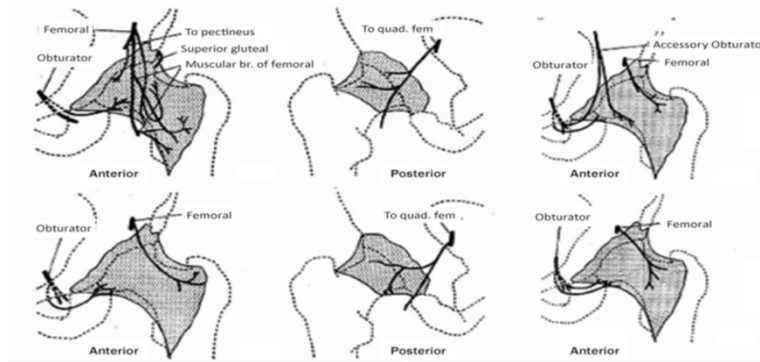 Femoral
To pectineus
Superior gluteal
Muscular br. of femoral
Obturator
Anterior
To quad. fem
Posterior
Accessory Obturato
Obturator
Femoral
Anterior
Femoral
Obturator
Anterior
To quad. fem
Posterior
Obturator
Femoral
Anterior